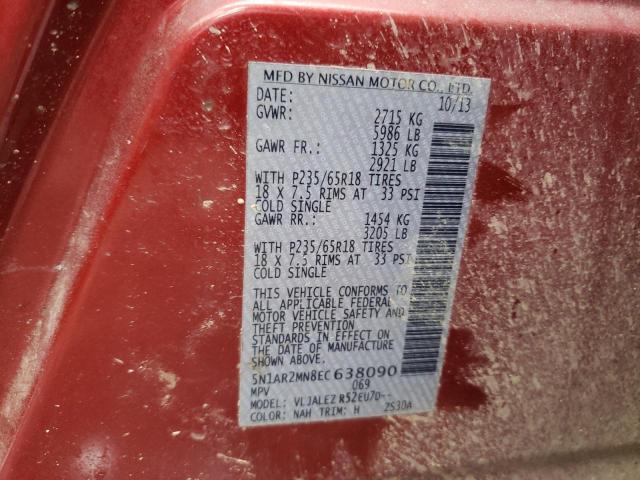 MFD BY NISSAN MOTOR CO., LTD.
DATE: 10/13
GVWR: 2715 KG
5986 LB
GAWR FR.: 1325 KG
2921 LB
WITH P235/65R18 TIRES
18 X 7.5 RIMS AT 33 PSI
COLD SINGLE
GAWR RR.: 1454 KG
3205 LB
WITH P235/65R18 TIRES
18 X 7.5 RIMS AT 33 PSI
COLD SINGLE
THIS VEHICLE CONFORMS TO
ALL APPLICABLE FEDERAL
MOTOR VEHICLE SAFETY AND
THEFT PREVENTION
STANDARDS IN EFFECT ON
THE DATE OF MANUFACTURE
SHOWN ABOVE.
5N1AR2MN8EC638090
MPV 069
MODEL: VLJALEZ R52EU7D--
COLOR: NAH TRIM: H 2S30A